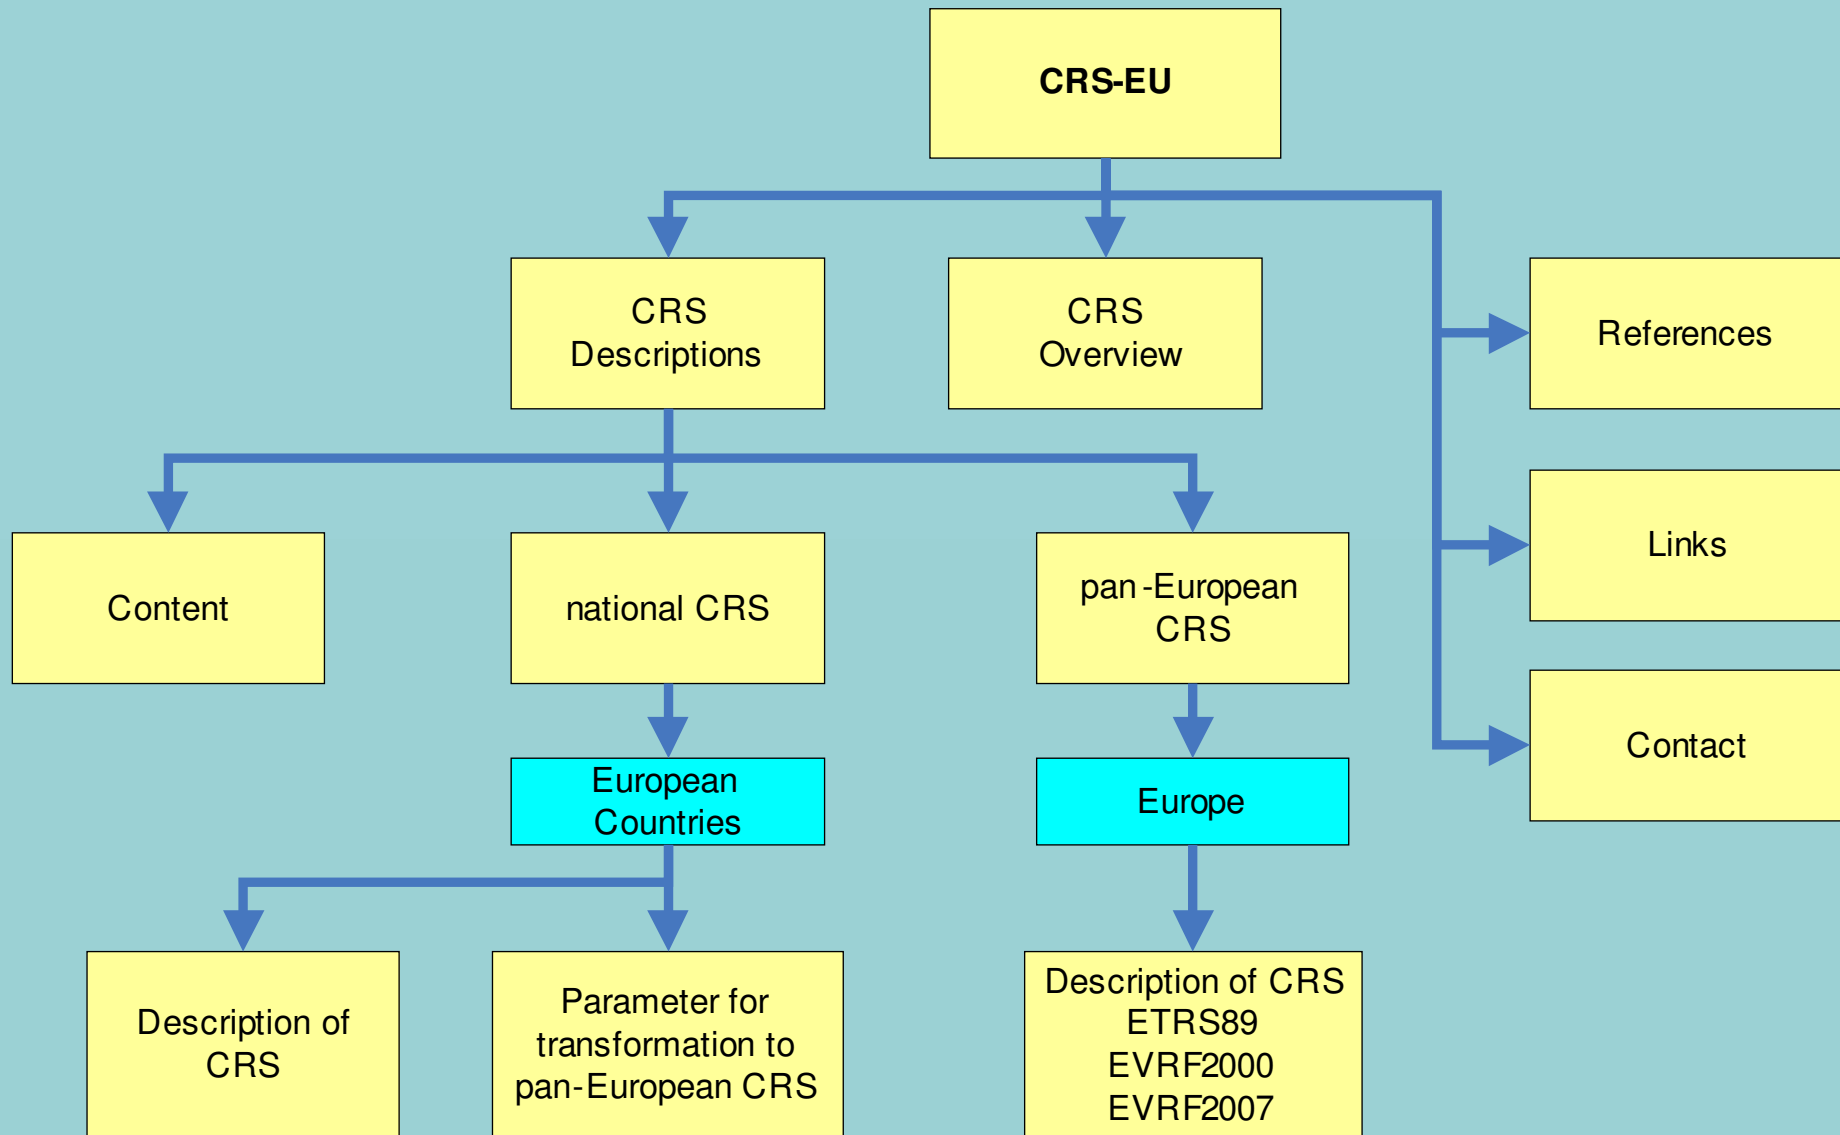 CRS-EU
CRS
Descriptions
CRS
Overview
References
Links
Contact
Content
national CRS
pan-European
CRS
European
Countries
Europe
Description of
CRS
Parameter for
transformation to
pan-European CRS
Description of CRS
ETRS89
EVRF2000
EVRF2007